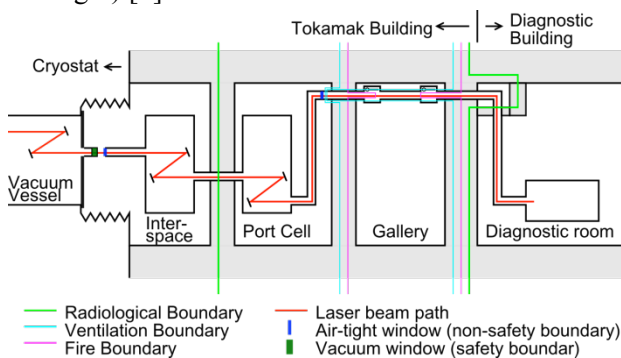 Tokamak Building
Diagnostic
Building
Cryostat
Vacuum
Vessel
Inter-
space
Port Cell
Gallery
Diagnostic room
Radiological Boundary
Ventilation Boundary
Fire Boundary
Laser beam path
Air-tight window (non-safety boundary)
Vacuum window (safety boundar)